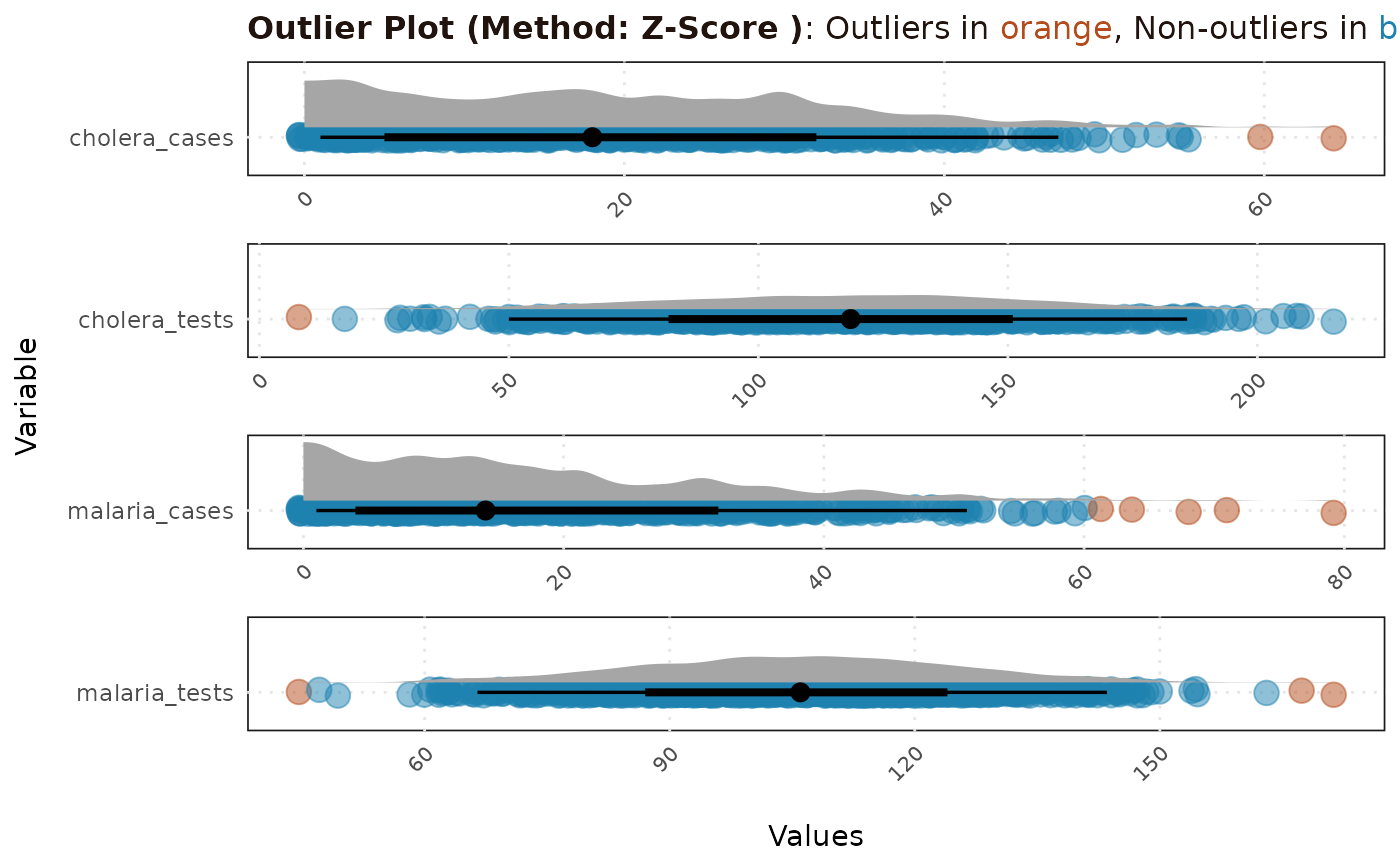 Outlier Plot (Method: Z-Score ): Outliers in orange, Non-outliers in b
cholera_cases
0 20 40 60
cholera_tests
0 50 100 150 200
Variable
malaria_cases
0 20 40 60 80
malaria_tests
60 90 120 150
Values